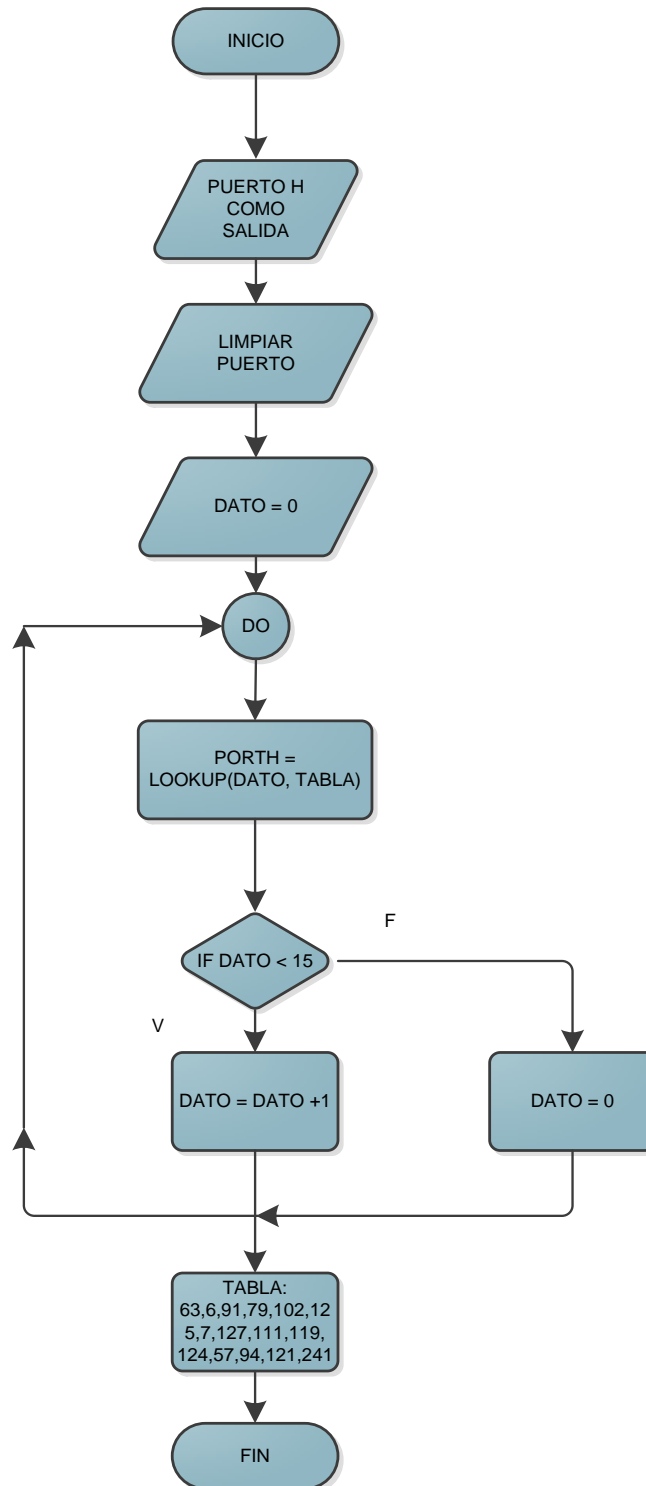 INICIO
PUERTO H
COMO
SALIDA
LIMPIAR
PUERTO
DATO = 0
DO
PORTH =
LOOKUP(DATO, TABLA)
IF DATO < 15
F
V
DATO = DATO +1
DATO = 0
TABLA:
63,6,91,79,102,12
5,7,127,111,119,
124,57,94,121,241
FIN